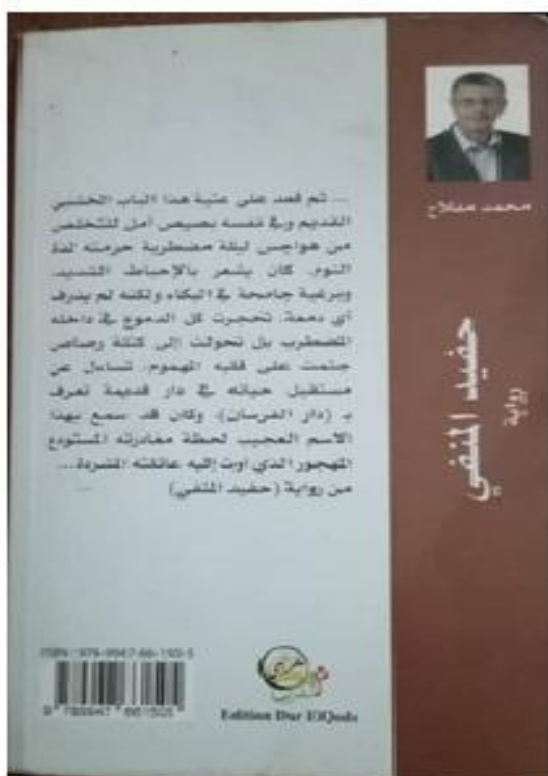 ... ثم قعد على عتبة هذا الباب الخشبي
القديم وفي نفسه بصيص أمل للتخلص
من هواجس ليلة مضطربة حرمته لذة
النوم. كان يشعر بالإحباط الشديد،
وبرغبة جامحة في البكاء ولكنه لم يذرف
أي دمعة. تحجرت كل الدموع في داخله
المضطرب بل تحولت إلى كتلة رصاص
جثمت على قلبه المهموم. تساءل عن
مستقبل حياته في دار قديمة تعرف
بـ (دار الفرسان)، وكان قد سمع بهذا
الاسم العجيب لحظة مغادرته المستودع
المهجور الذي أوت إليه عائلته المشردة...
من رواية (حفيد المنفي)
محمد مفلاح
حفيد المنفي
رواية
Edition Dar ElQods